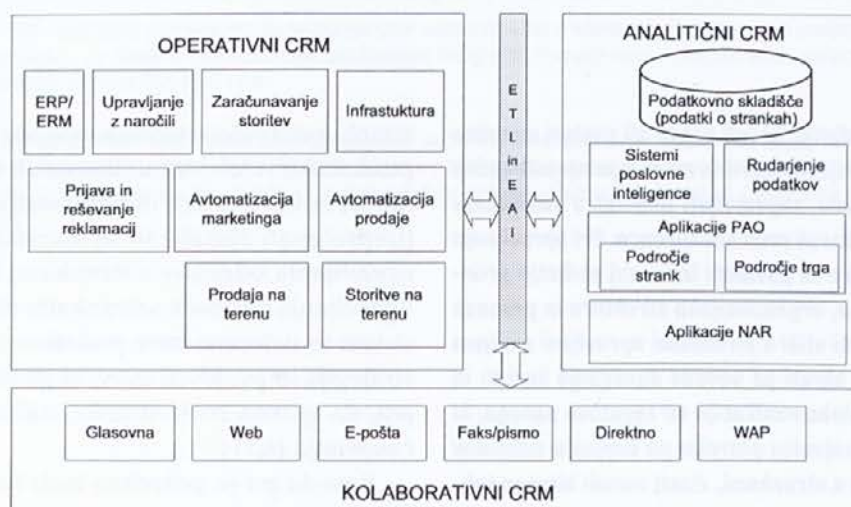 OPERATIVNI CRM
ERP/
ERM
Upravljanje
z naročili
Zaračunavanje
storitev
Infrastuktura
Prijava in
reševanje
reklamacij
Avtomatizacija
marketinga
Avtomatizacija
prodaje
Prodaja na
terenu
Storitve na
terenu
ETL in EAI
ANALITIČNI CRM
Podatkovno skladišče
(podatki o strankah)
Sistemi
poslovne
inteligence
Rudarjenje
podatkov
Aplikacije PAO
Področje
strank
Področje trga
Aplikacije NAR
Glasovna
Web
E-pošta
Faks/pismo
Direktno
WAP
KOLABORATIVNI CRM